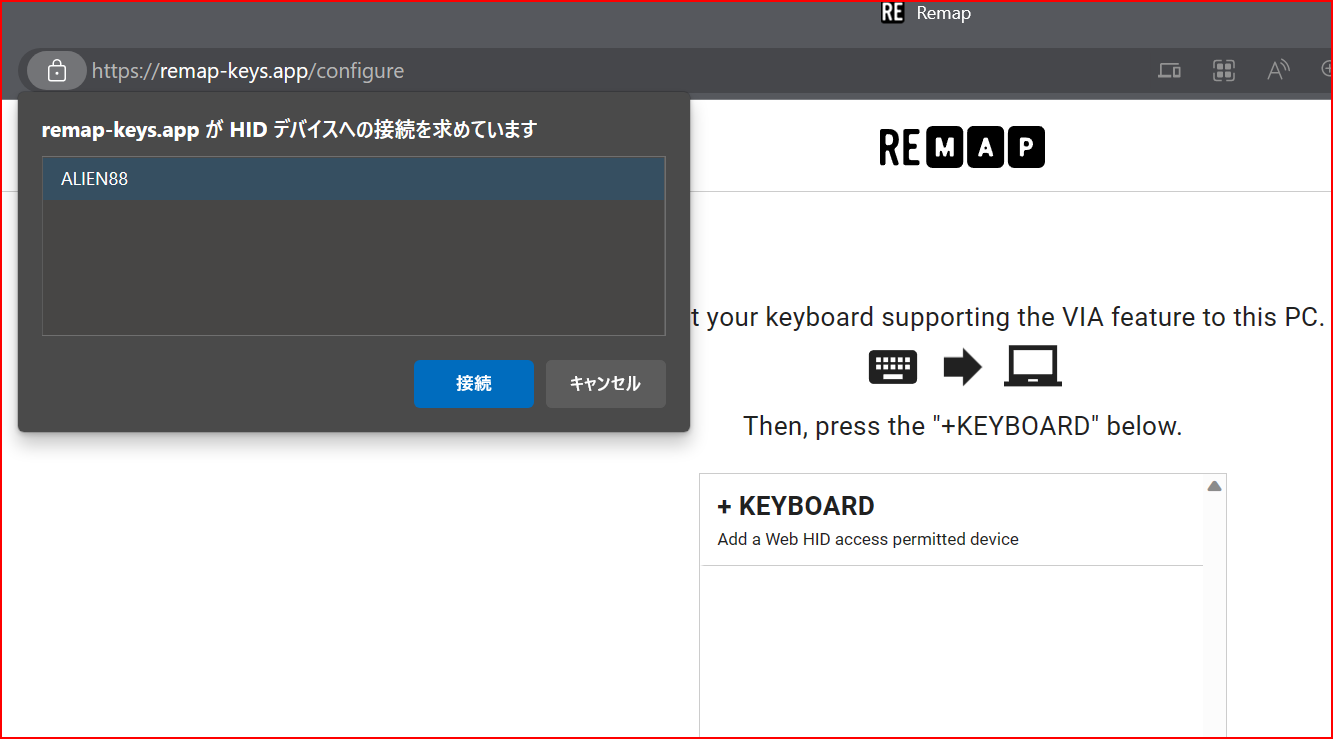 RE Remap
https://remap-keys.app/configure
remap-keys.app が HID デバイスへの接続を求めています
ALIEN88
接続 キャンセル
REMAP
t your keyboard supporting the VIA feature to this PC.
Then, press the "+KEYBOARD" below.
+ KEYBOARD
Add a Web HID access permitted device